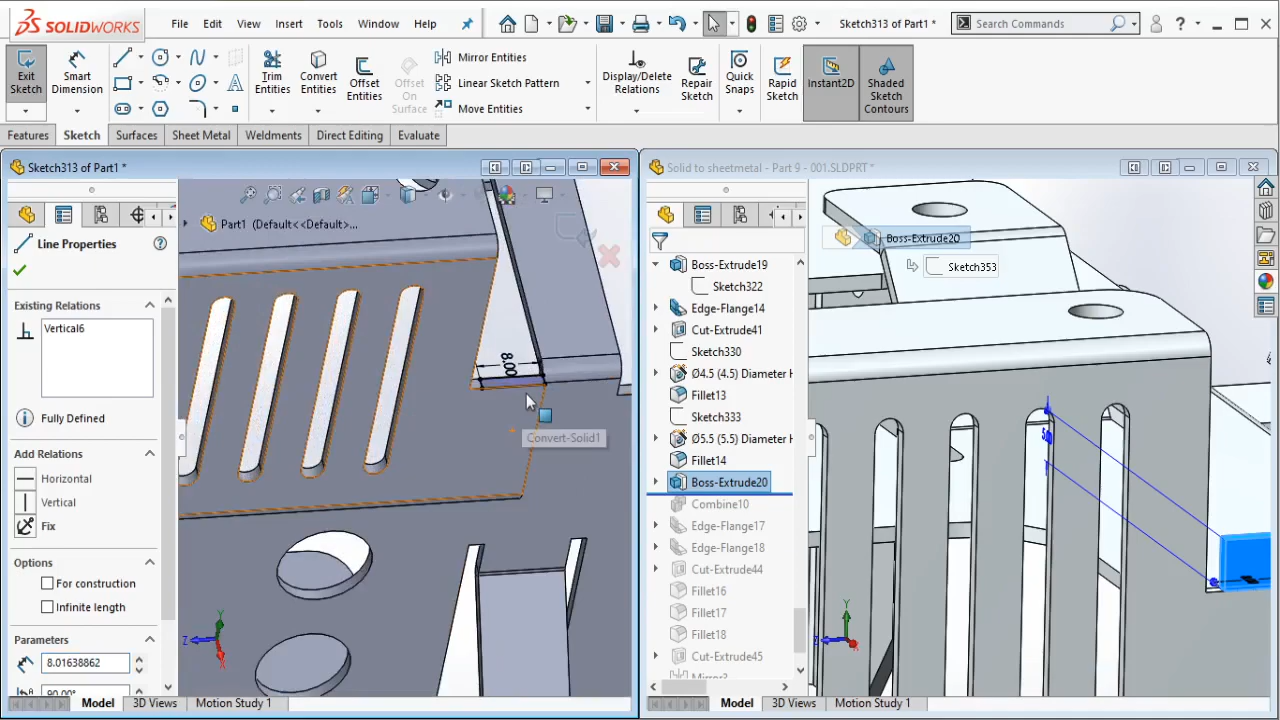 SOLIDWORKS
File
Edit
View
Insert
Tools
Window
Help
Sketch313 of Part1 *
Search Commands
Exit Sketch
Smart Dimension
Trim Entities
Convert Entities
Offset Entities
Offset On Surface
Mirror Entities
Linear Sketch Pattern
Move Entities
Display/Delete Relations
Repair Sketch
Quick Snaps
Rapid Sketch
Instant2D
Shaded Sketch Contours
Features
Sketch
Surfaces
Sheet Metal
Weldments
Direct Editing
Evaluate
Sketch313 of Part1 *
Line Properties
Existing Relations
Vertical6
Fully Defined
Add Relations
Horizontal
Vertical
Fix
Options
For construction
Infinite length
Parameters
8.01638862
90.00°
Part1 (Default<<Default>...
8.00
Convert-Solid1
Z
Y
X
Model
3D Views
Motion Study 1
Solid to sheetmetal - Part 9 - 001.SLDPRT *
Boss-Extrude19
Sketch322
Edge-Flange14
Cut-Extrude41
Sketch330
Ø4.5 (4.5) Diameter H
Fillet13
Sketch333
Ø5.5 (5.5) Diameter H
Fillet14
Boss-Extrude20
Combine10
Edge-Flange17
Edge-Flange18
Cut-Extrude44
Fillet16
Fillet17
Fillet18
Cut-Extrude45
Mirror3
Boss-Extrude20
Sketch353
Z
Y
X
Model
3D Views
Motion Study 1